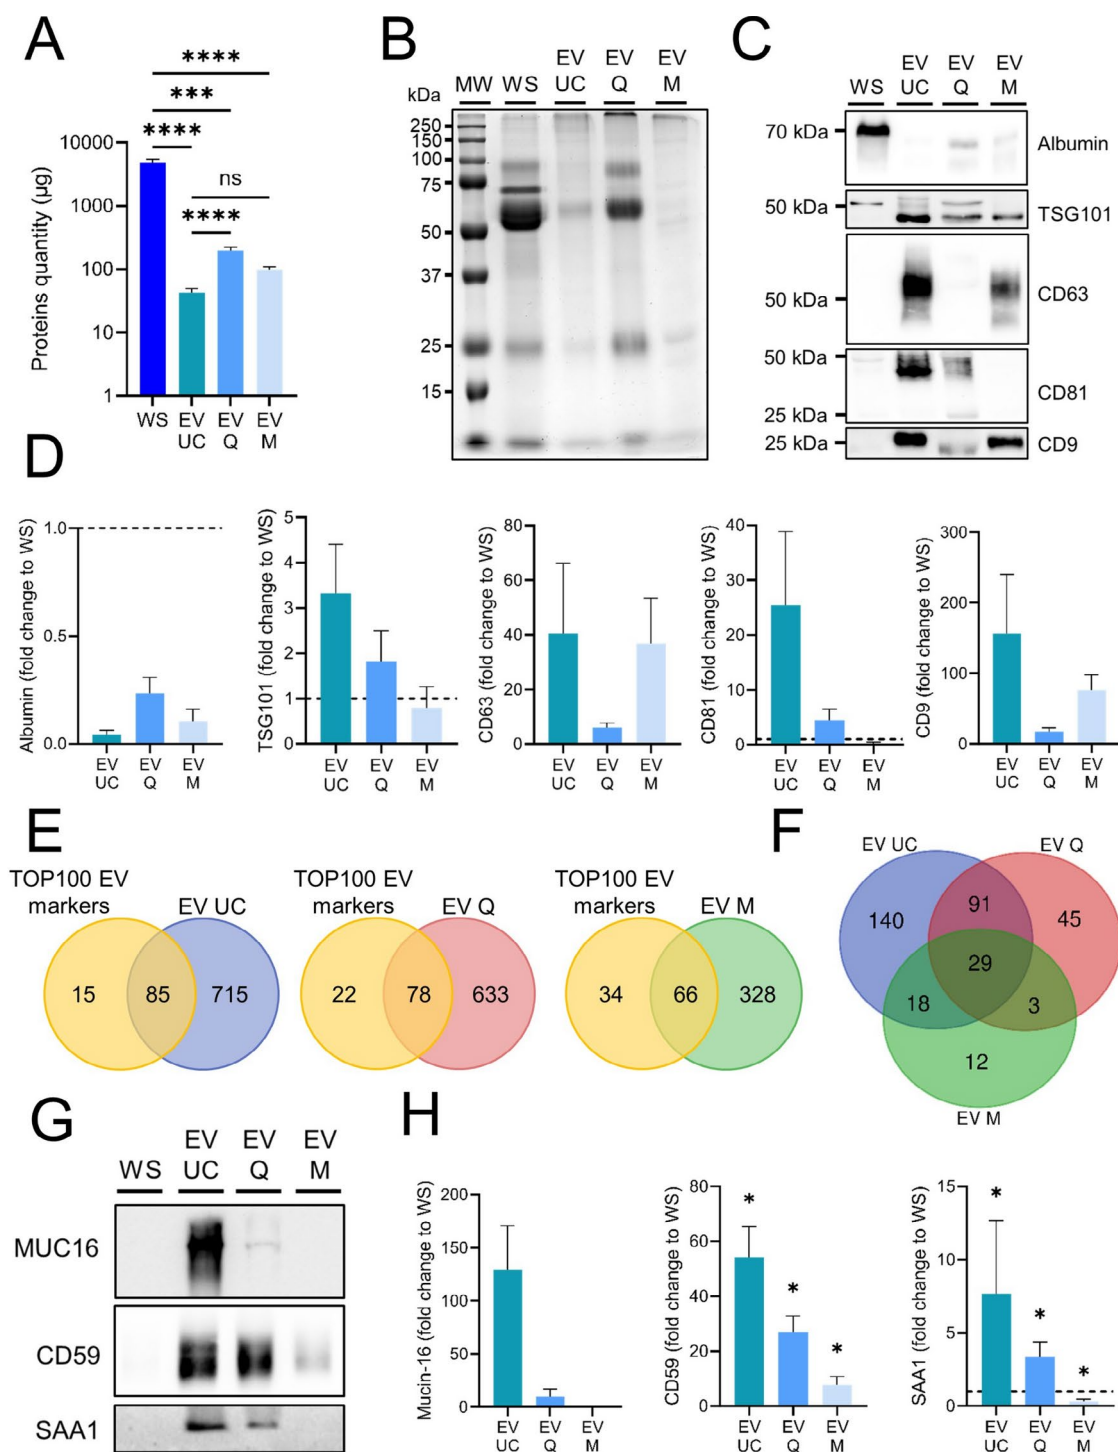 A
****
***
****
ns
****
Proteins quantity (µg)
10000
1000
100
10
1
WS
EV UC
EV Q
EV M
B
kDa
MW
WS
EV UC
EV Q
EV M
250
150
100
75
50
37
25
15
C
WS
EV UC
EV Q
EV M
70 kDa
Albumin
50 kDa
TSG101
50 kDa
CD63
50 kDa
25 kDa
CD81
25 kDa
CD9
D
Albumin (fold change to WS)
1.0
0.5
0.0
EV UC
EV Q
EV M
TSG101 (fold change to WS)
5
4
3
2
1
0
EV UC
EV Q
EV M
CD63 (fold change to WS)
80
60
40
20
0
EV UC
EV Q
EV M
CD81 (fold change to WS)
40
30
20
10
0
EV UC
EV Q
EV M
CD9 (fold change to WS)
300
200
100
0
EV UC
EV Q
EV M
E
TOP100 EV
markers
EV UC
15
85
715
TOP100 EV
markers
EV Q
22
78
633
TOP100 EV
markers
EV M
34
66
328
F
EV UC
EV Q
140
91
45
29
18
3
12
EV M
G
WS
EV UC
EV Q
EV M
MUC16
CD59
SAA1
H
Mucin-16 (fold change to WS)
200
150
100
50
0
EV UC
EV Q
EV M
CD59 (fold change to WS)
80
60
40
20
0
*
*
*
EV UC
EV Q
EV M
SAA1 (fold change to WS)
15
10
5
0
*
*
*
EV UC
EV Q
EV M